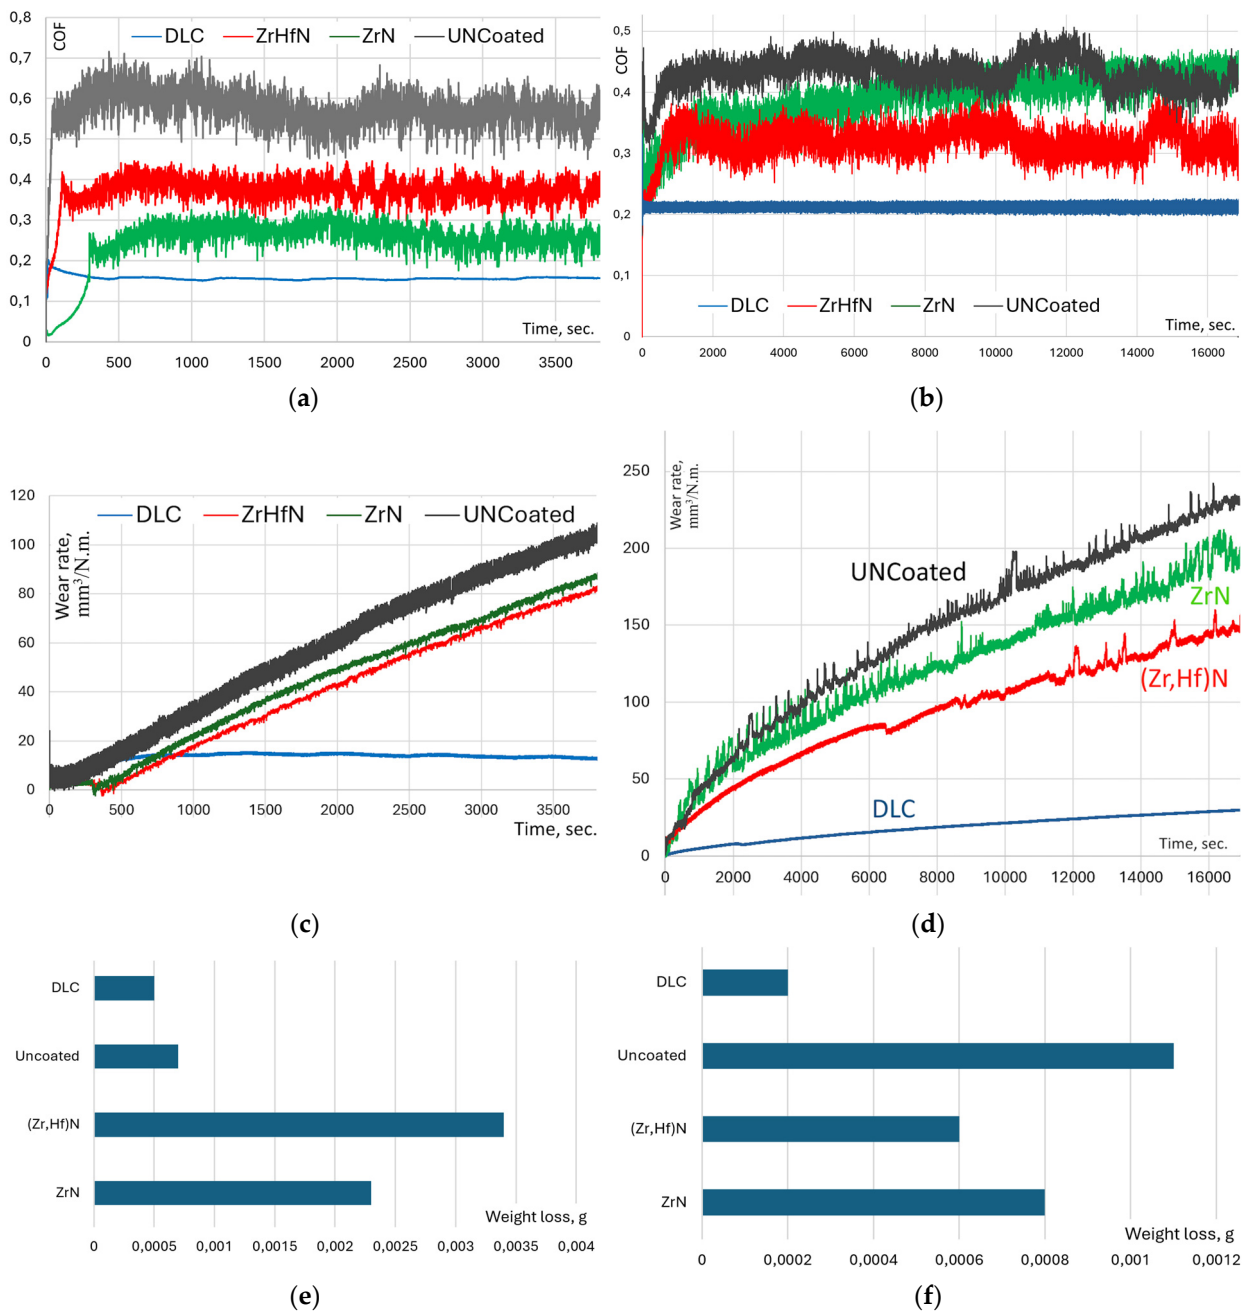 0,8
0,7
0,6
0,5
0,4
0,3
0,2
0,1
0
COF
DLC ZrHfN ZrN UNCoated
Time, sec.
0 500 1000 1500 2000 2500 3000 3500
(a)
0,5
0,4
0,3
0,2
0,1
0
COF
DLC ZrHfN ZrN UNCoated
Time, sec.
0 2000 4000 6000 8000 10000 12000 14000 16000
(b)
120
100
80
60
40
20
0
Wear rate,
mm³/N.m.
DLC ZrHfN ZrN UNCoated
0 500 1000 1500 2000 2500 3000 3500
Time, sec.
(c)
250
200
150
100
50
0
Wear rate,
mm³/N.m.
UNCoated
ZrN
(Zr,Hf)N
DLC
Time, sec.
0 2000 4000 6000 8000 10000 12000 14000 16000
(d)
DLC
Uncoated
(Zr,Hf)N
ZrN
Weight loss, g
0 0,0005 0,001 0,0015 0,002 0,0025 0,003 0,0035 0,004
(e)
DLC
Uncoated
(Zr,Hf)N
ZrN
Weight loss, g
0 0,0002 0,0004 0,0006 0,0008 0,001 0,0012
(f)